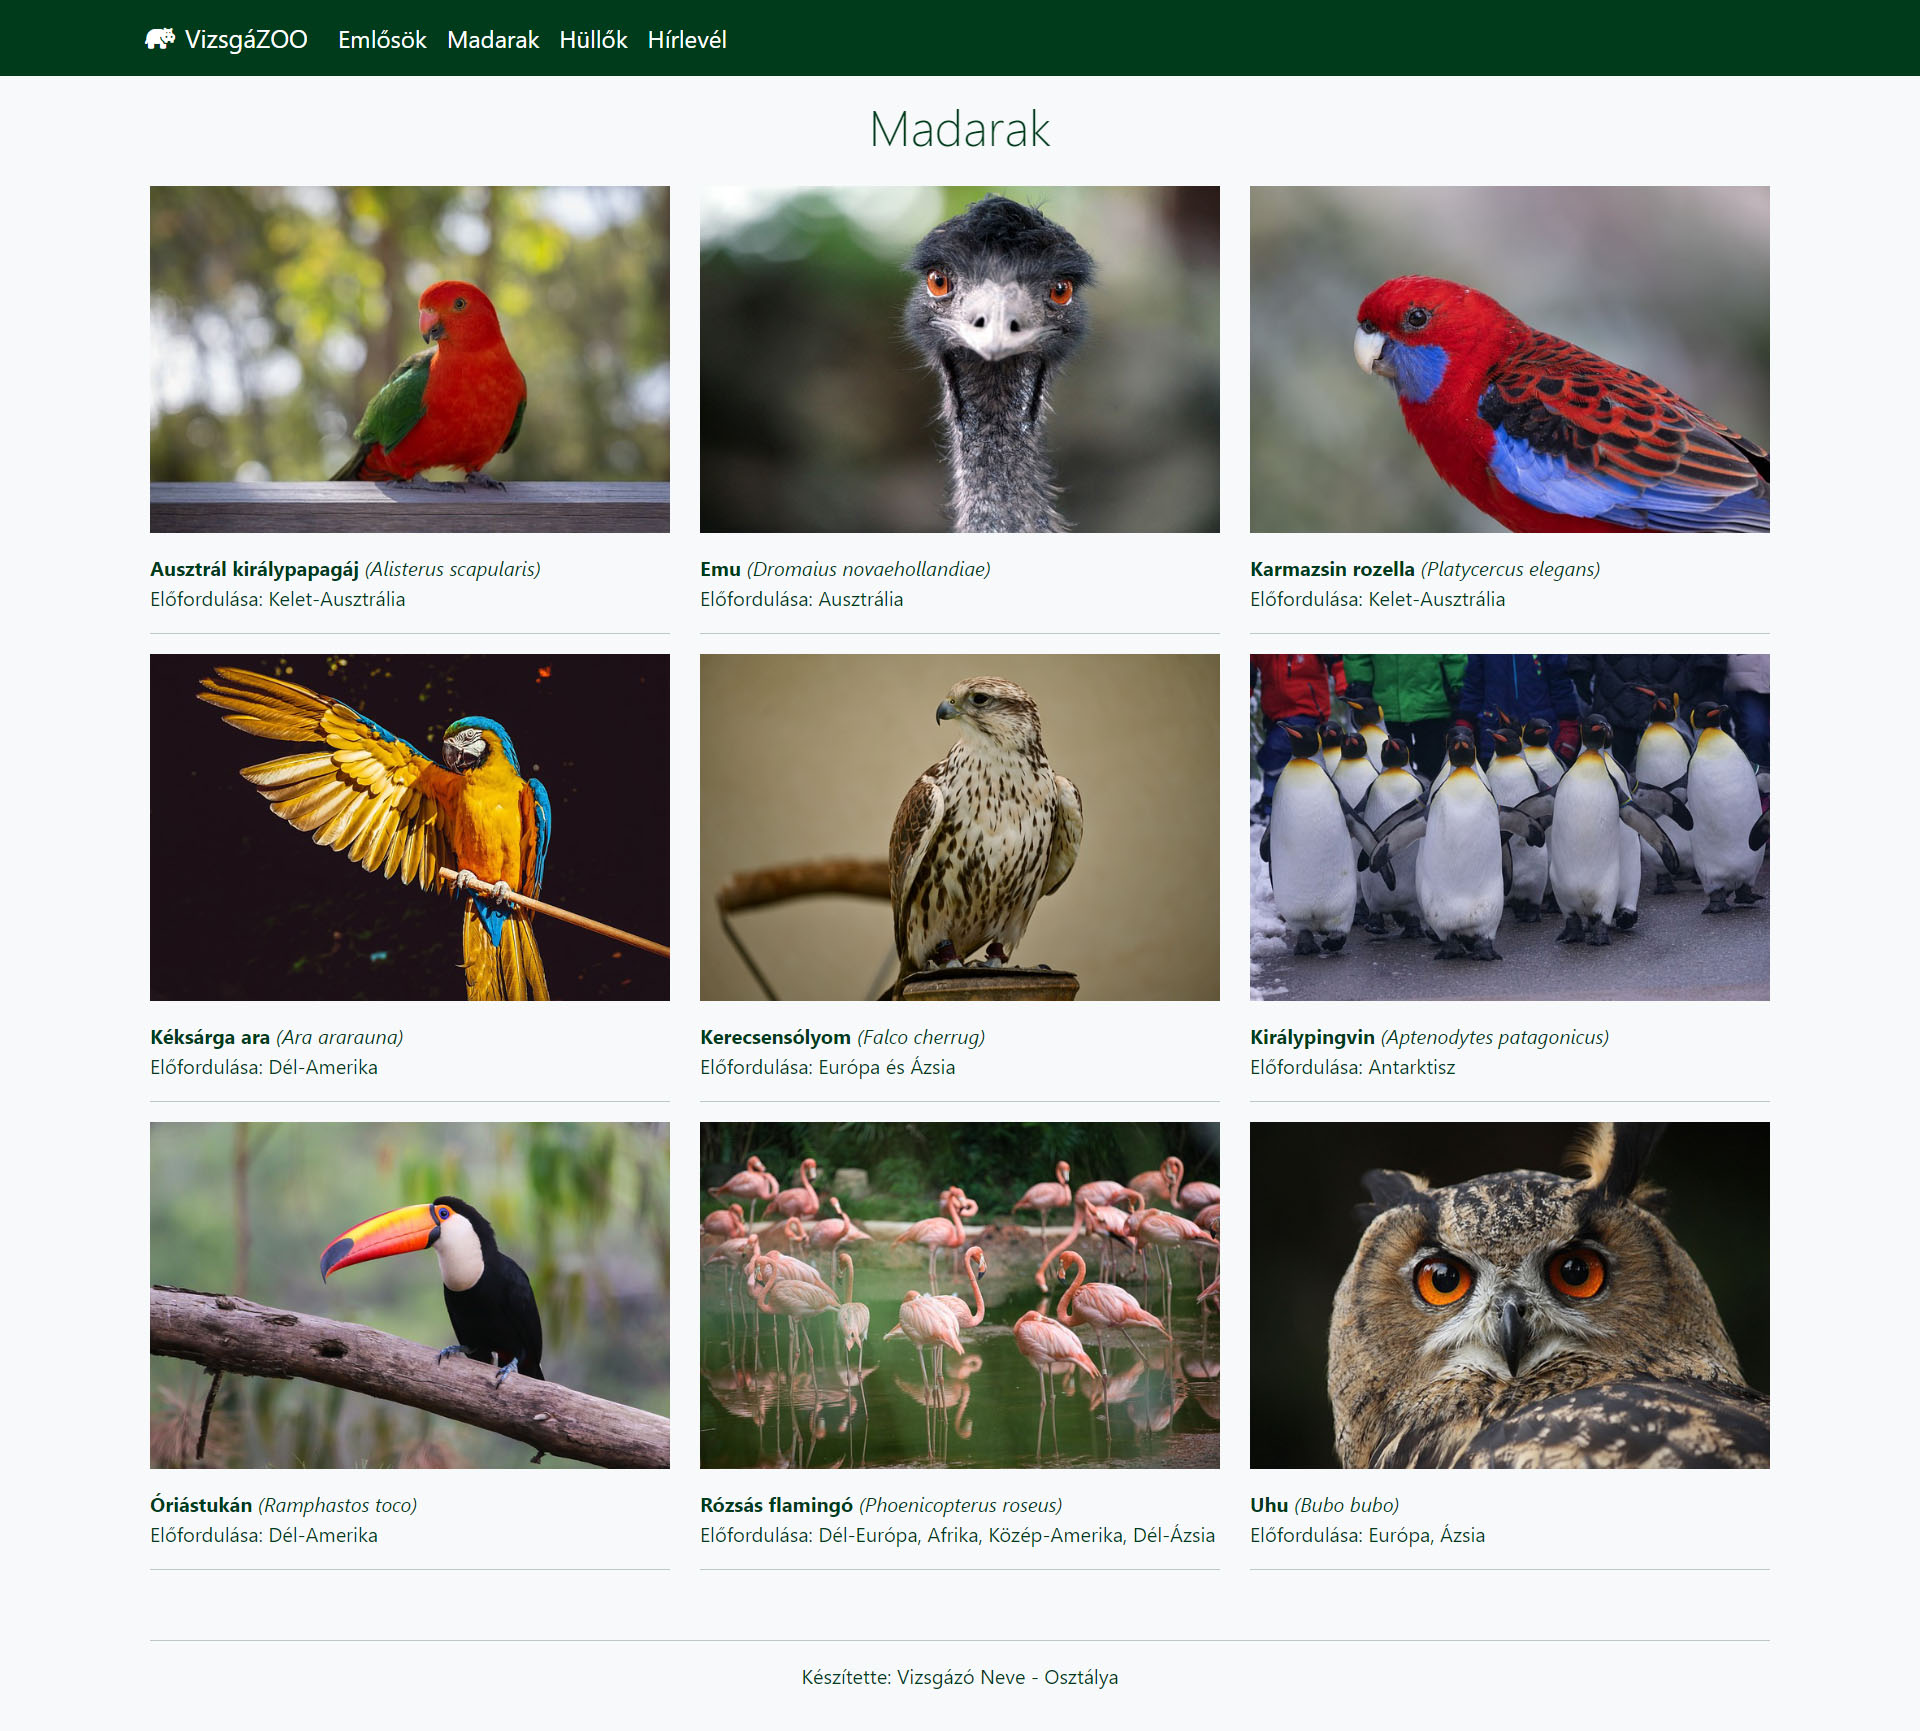 VizsgáZOO Emlősök Madarak Hüllők Hírlevél
Madarak
Ausztrál királypapagáj (Alisterus scapularis)
Előfordulása: Kelet-Ausztrália
Emu (Dromaius novaehollandiae)
Előfordulása: Ausztrália
Karmazsin rozella (Platycercus elegans)
Előfordulása: Kelet-Ausztrália
Kéksárga ara (Ara ararauna)
Előfordulása: Dél-Amerika
Kerecsensólyom (Falco cherrug)
Előfordulása: Európa és Ázsia
Királypingvin (Aptenodytes patagonicus)
Előfordulása: Antarktisz
Óriástukán (Ramphastos toco)
Előfordulása: Dél-Amerika
Rózsás flamingó (Phoenicopterus roseus)
Előfordulása: Dél-Európa, Afrika, Közép-Amerika, Dél-Ázsia
Uhu (Bubo bubo)
Előfordulása: Európa, Ázsia
Készítette: Vizsgázó Neve - Osztálya